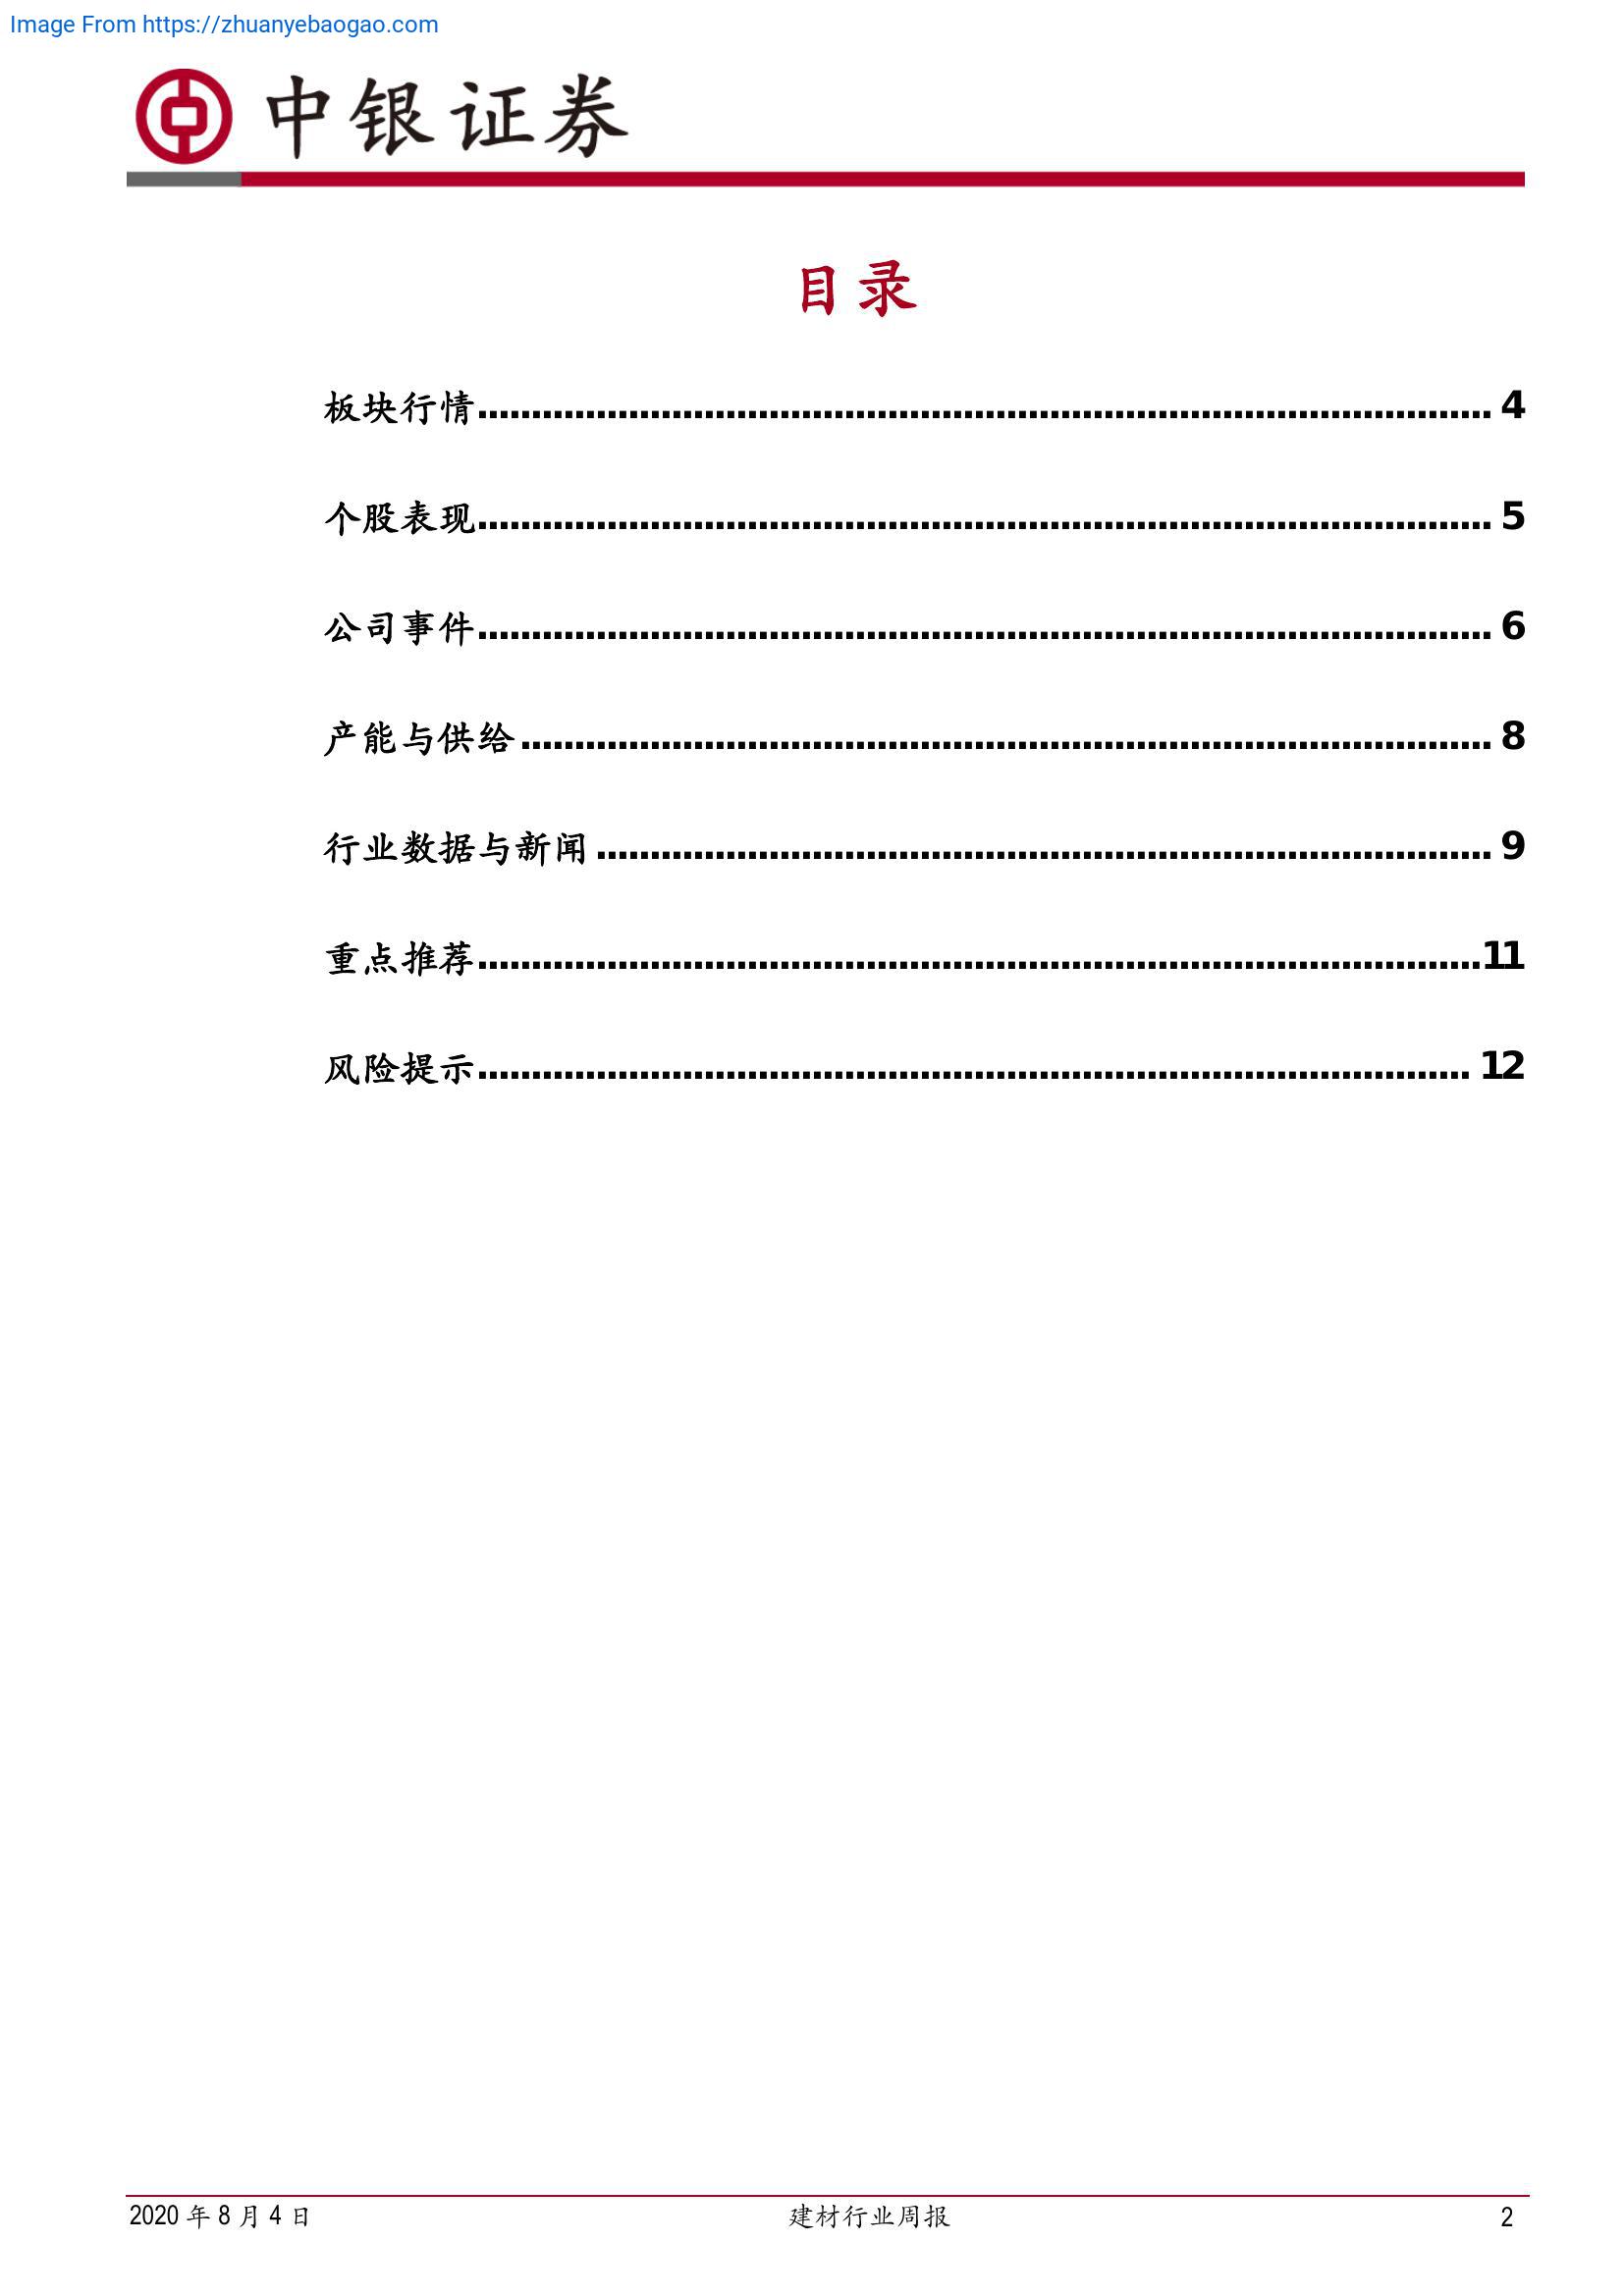 Image From https://zhuanyebaogao.com
中银证券
目录
板块行情.............................................................................................. 4
个股表现.............................................................................................. 5
公司事件.............................................................................................. 6
产能与供给.......................................................................................... 8
行业数据与新闻................................................................................... 9
重点推荐.............................................................................................11
风险提示............................................................................................ 12
2020 年 8 月 4 日 建材行业周报 2